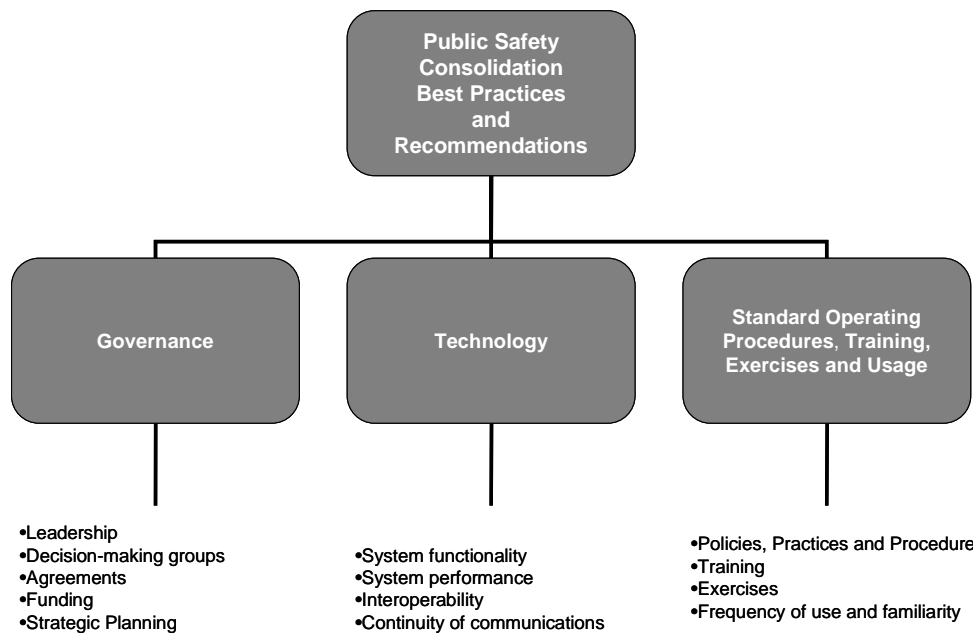 Public Safety
Consolidation
Best Practices
and
Recommendations
Governance
Technology
Standard Operating
Procedures, Training,
Exercises and Usage
•Leadership
•Decision-making groups
•Agreements
•Funding
•Strategic Planning
•System functionality
•System performance
•Interoperability
•Continuity of communications
•Policies, Practices and Procedure
•Training
•Exercises
•Frequency of use and familiarity